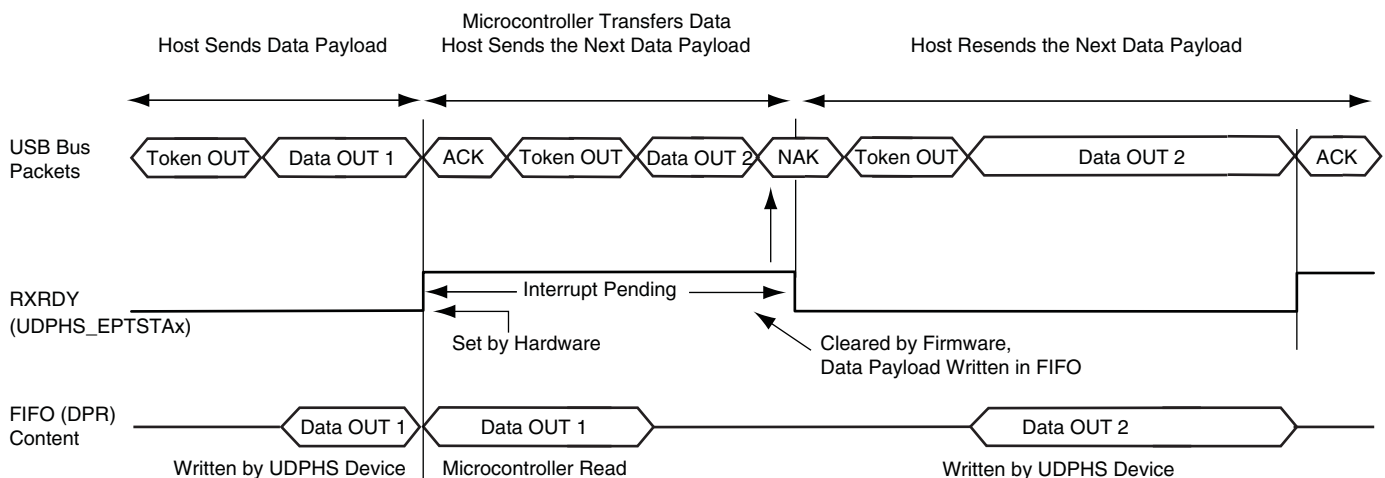 Microcontroller Transfers Data
Host Sends Data Payload
Host Sends the Next Data Payload
Host Resends the Next Data Payload
USB Bus
Packets
Token OUT
Data OUT 1
ACK
Token OUT
Data OUT 2
NAK
Token OUT
Data OUT 2
ACK
RXRDY
(UDPHS_EPTSTAx)
Interrupt Pending
Set by Hardware
Cleared by Firmware,
Data Payload Written in FIFO
FIFO (DPR)
Content
Data OUT 1
Data OUT 1
Data OUT 2
Written by UDPHS Device
Microcontroller Read
Written by UDPHS Device